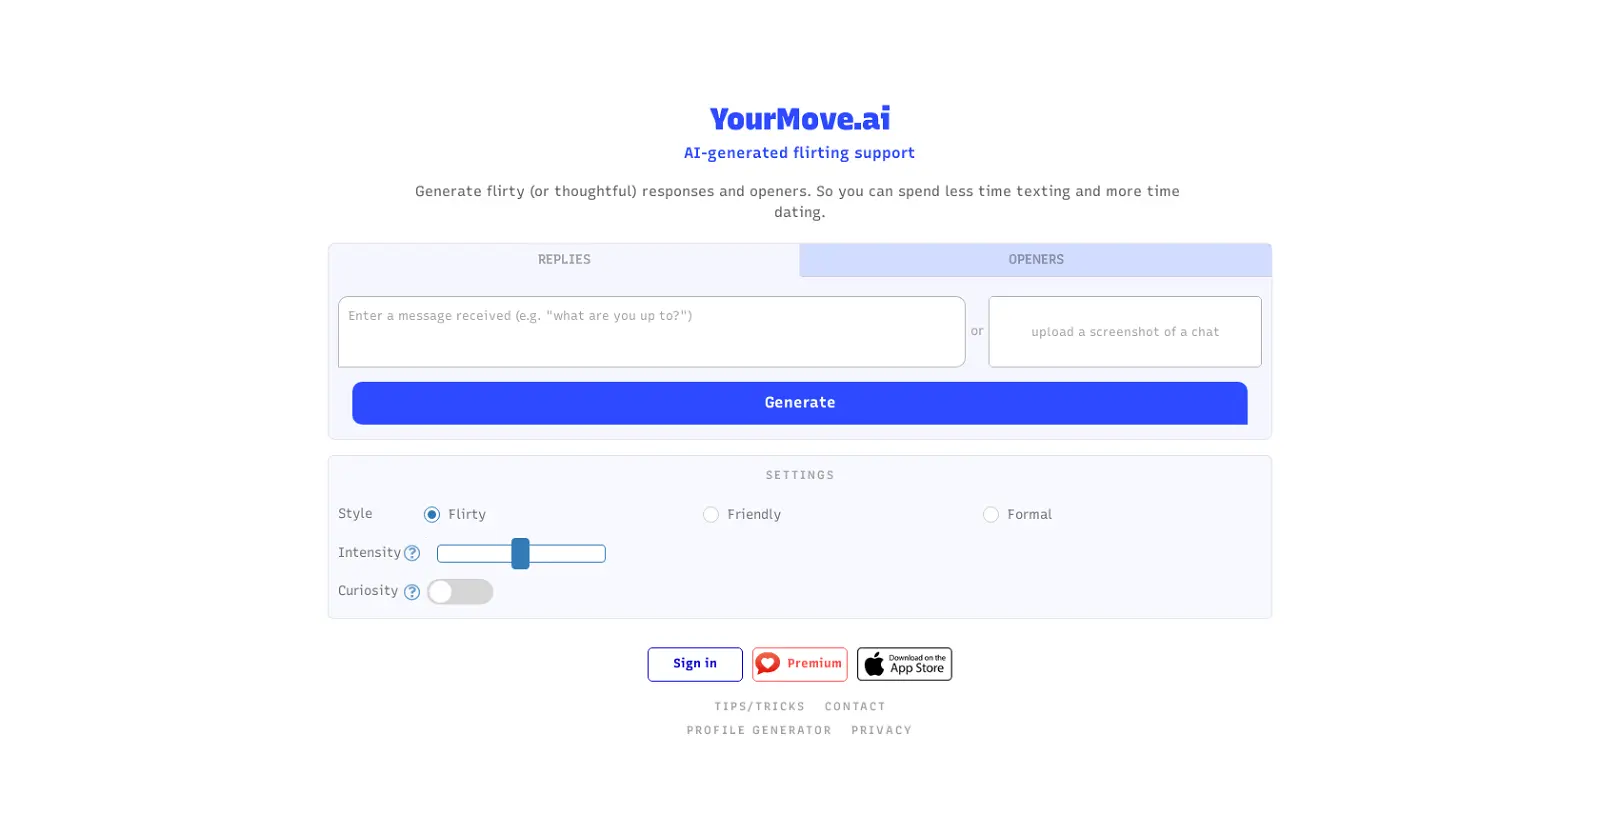 YourMove.ai
AI-generated flirting support
Generate flirty (or thoughtful) responses and openers. So you can spend less time texting and more time
dating.
REPLIES
OPENERS
Enter a message received (e.g. "what are you up to?")
or
upload a screenshot of a chat
Generate
SETTINGS
Style
Flirty
Friendly
Formal
Intensity ?
Curiosity ?
Sign in
Premium
Download on the
App Store
TIPS/TRICKS CONTACT
PROFILE GENERATOR PRIVACY